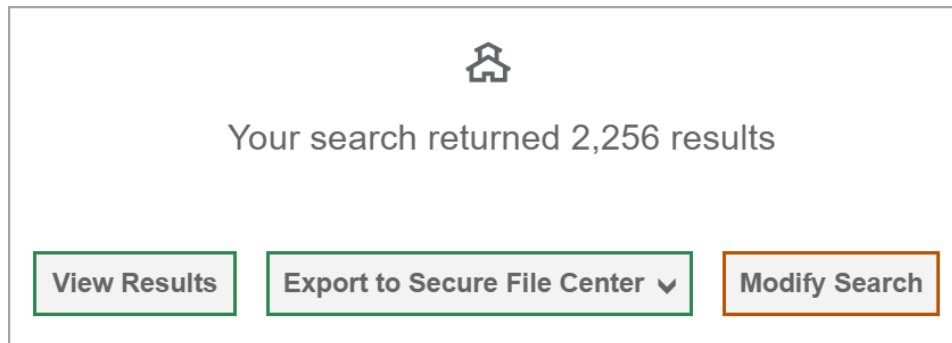 Your search returned 2,256 results
View Results
Export to Secure File Center
Modify Search